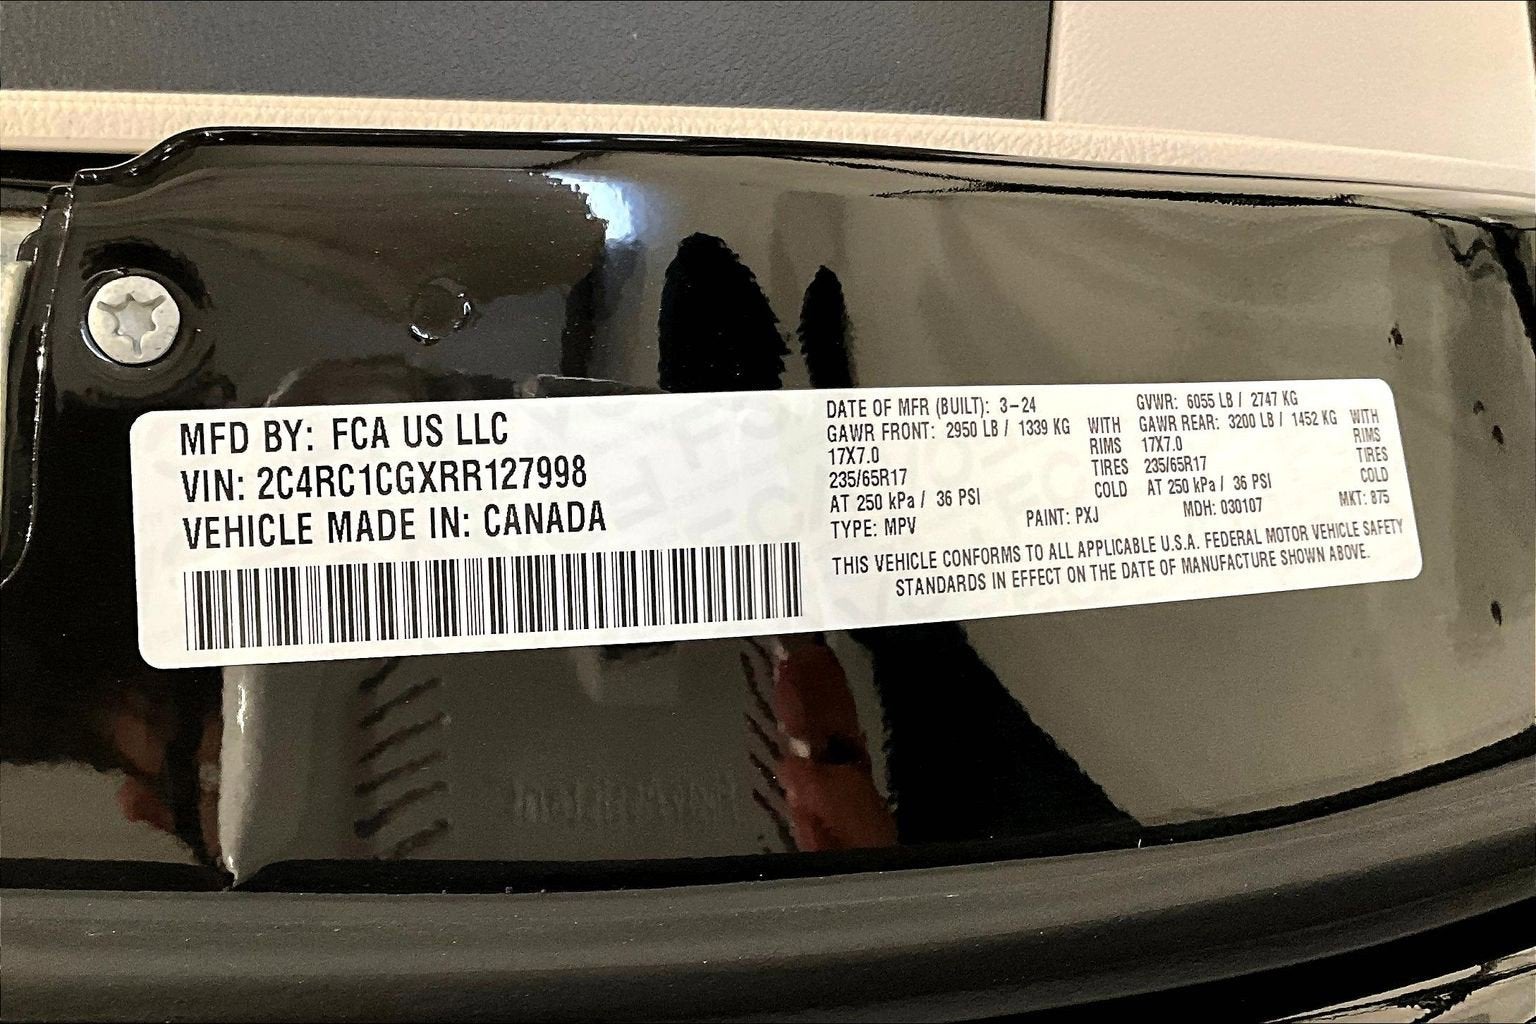 MFD BY: FCA US LLC
VIN: 2C4RC1CGXRR127998
VEHICLE MADE IN: CANADA
DATE OF MFR (BUILT): 3-24
GAWR FRONT: 2950 LB / 1339 KG WITH
17X7.0 RIMS
235/65R17 TIRES
AT 250 kPa / 36 PSI COLD
TYPE: MPV
GVWR: 6055 LB / 2747 KG
GAWR REAR: 3200 LB / 1452 KG WITH
17X7.0 RIMS
235/65R17 TIRES
AT 250 kPa / 36 PSI COLD
PAINT: PXJ MDH: 030107 MKT: B75
THIS VEHICLE CONFORMS TO ALL APPLICABLE U.S.A. FEDERAL MOTOR VEHICLE SAFETY
STANDARDS IN EFFECT ON THE DATE OF MANUFACTURE SHOWN ABOVE.